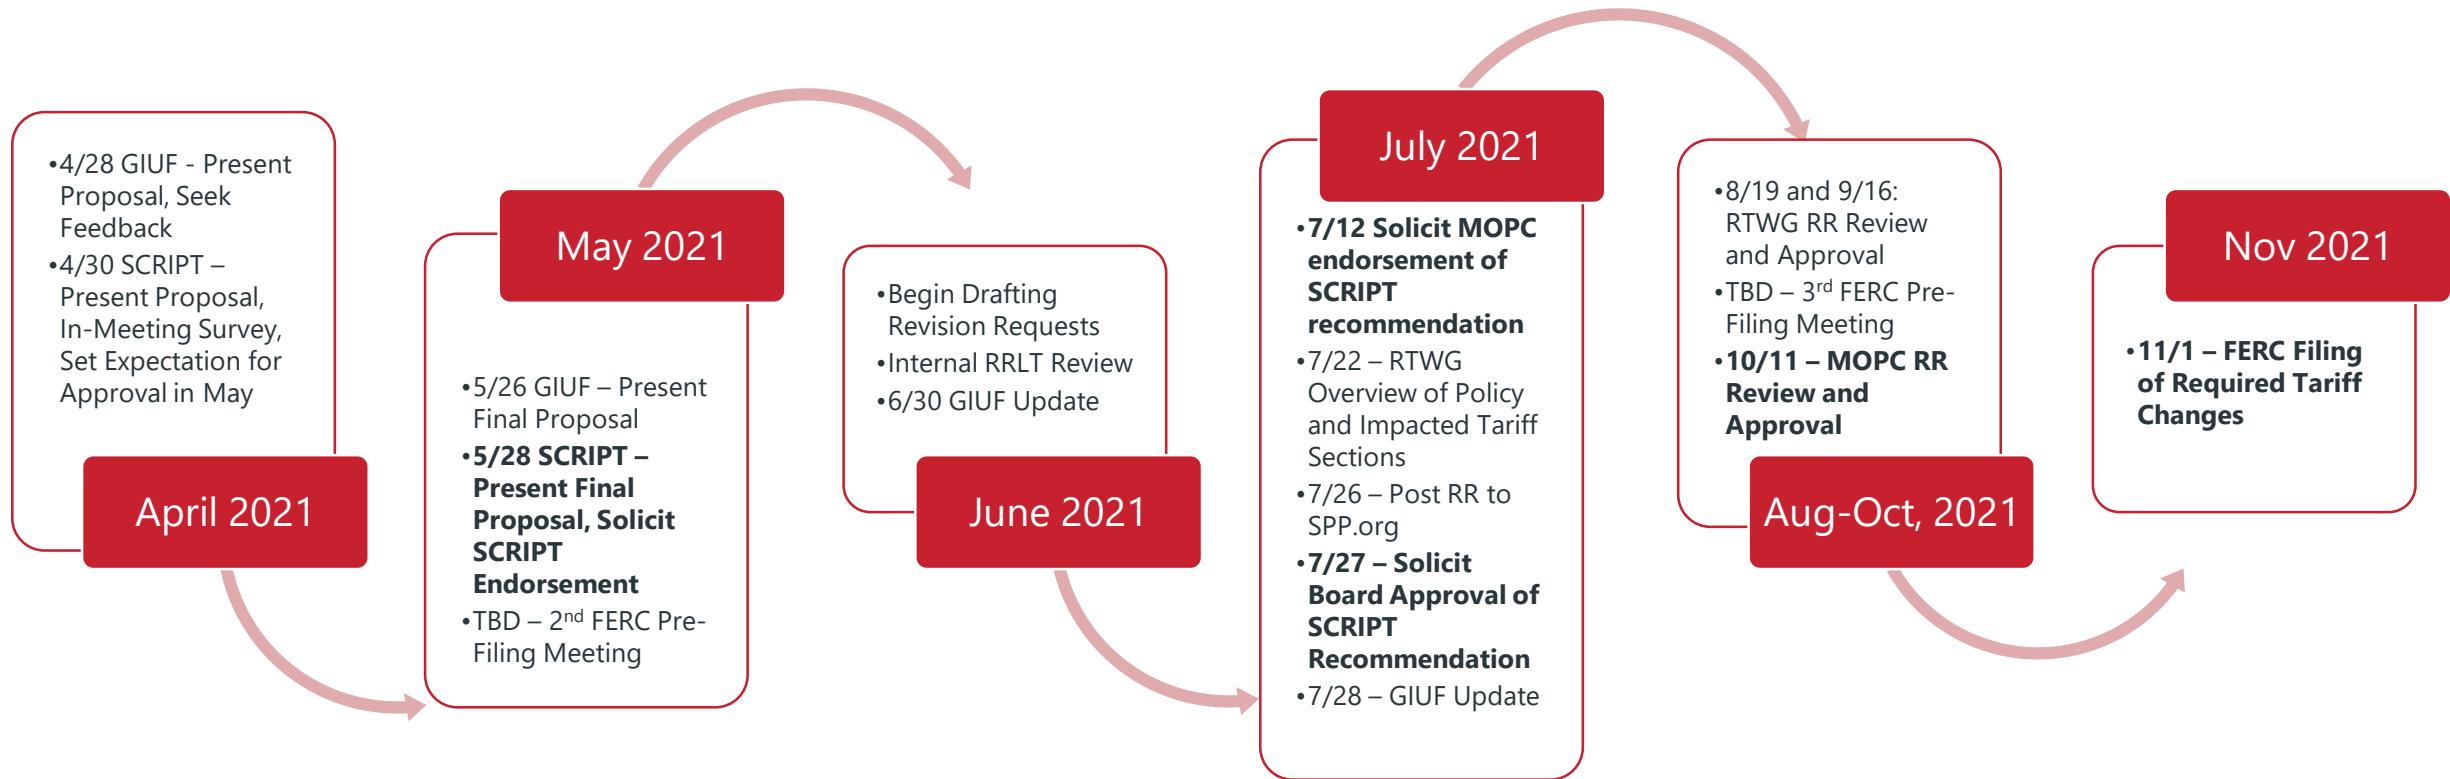 •4/28 GIUF - Present
Proposal, Seek
Feedback
•4/30 SCRIPT –
Present Proposal,
In-Meeting Survey,
Set Expectation for
Approval in May
April 2021
May 2021
•5/26 GIUF – Present
Final Proposal
•5/28 SCRIPT –
Present Final
Proposal, Solicit
SCRIPT
Endorsement
•TBD – 2nd FERC Pre-
Filing Meeting
•Begin Drafting
Revision Requests
•Internal RRLT Review
•6/30 GIUF Update
June 2021
July 2021
•7/12 Solicit MOPC
endorsement of
SCRIPT
recommendation
•7/22 – RTWG
Overview of Policy
and Impacted Tariff
Sections
•7/26 – Post RR to
SPP.org
•7/27 – Solicit
Board Approval of
SCRIPT
Recommendation
•7/28 – GIUF Update
•8/19 and 9/16:
RTWG RR Review
and Approval
•TBD – 3rd FERC Pre-
Filing Meeting
•10/11 – MOPC RR
Review and
Approval
Aug-Oct, 2021
Nov 2021
•11/1 – FERC Filing
of Required Tariff
Changes